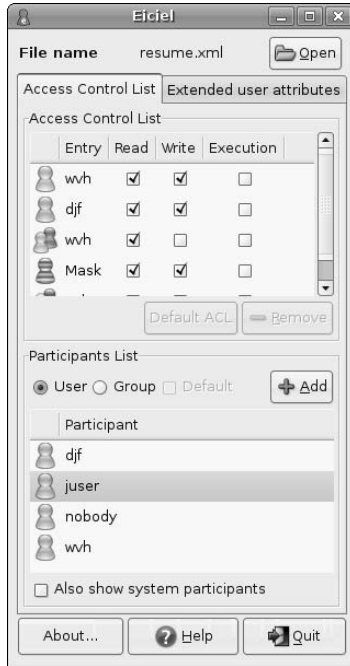 Eiciel
File name resume.xml Open
Access Control List Extended user attributes
Access Control List
Entry Read Write Execution
wvh
djf
wvh
Mask
Default ACL Remove
Participants List
User Group Default Add
Participant
djf
juser
nobody
wvh
Also show system participants
About... Help Quit